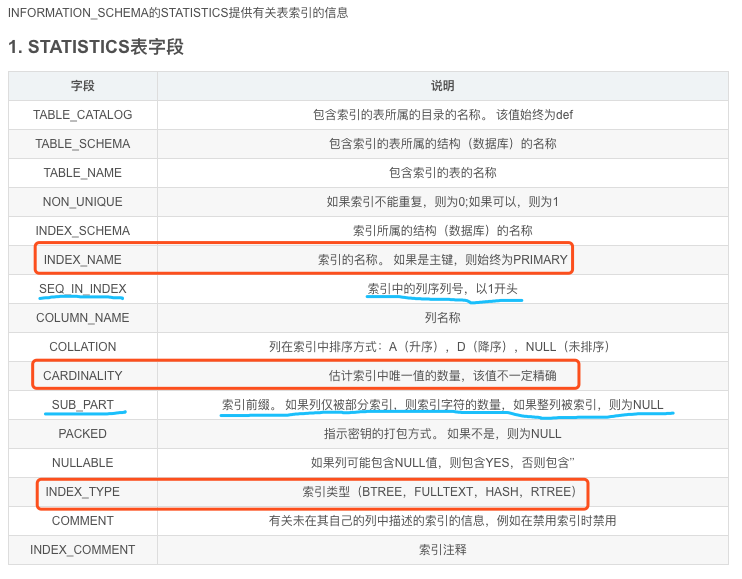 INFORMATION_SCHEMA的STATISTICS提供有关表索引的信息
1. STATISTICS表字段
字段 说明
TABLE_CATALOG 包含索引的表所属的目录的名称。 该值始终为def
TABLE_SCHEMA 包含索引的表所属的结构（数据库）的名称
TABLE_NAME 包含索引的表的名称
NON_UNIQUE 如果索引不能重复，则为0;如果可以，则为1
INDEX_SCHEMA 索引所属的结构（数据库）的名称
INDEX_NAME 索引的名称。 如果是主键，则始终为PRIMARY
SEQ_IN_INDEX 索引中的列序列号，以1开头
COLUMN_NAME 列名称
COLLATION 列在索引中排序方式：A（升序），D（降序），NULL（未排序）
CARDINALITY 估计索引中唯一值的数量，该值不一定精确
SUB_PART 索引前缀。 如果列仅被部分索引，则索引字符的数量，如果整列被索引，则为NULL
PACKED 指示密钥的打包方式。 如果不是，则为NULL
NULLABLE 如果列可能包含NULL值，则包含YES，否则包含”
INDEX_TYPE 索引类型（BTREE，FULLTEXT，HASH，RTREE）
COMMENT 有关未在其自己的列中描述的索引的信息，例如在禁用索引时禁用
INDEX_COMMENT 索引注释